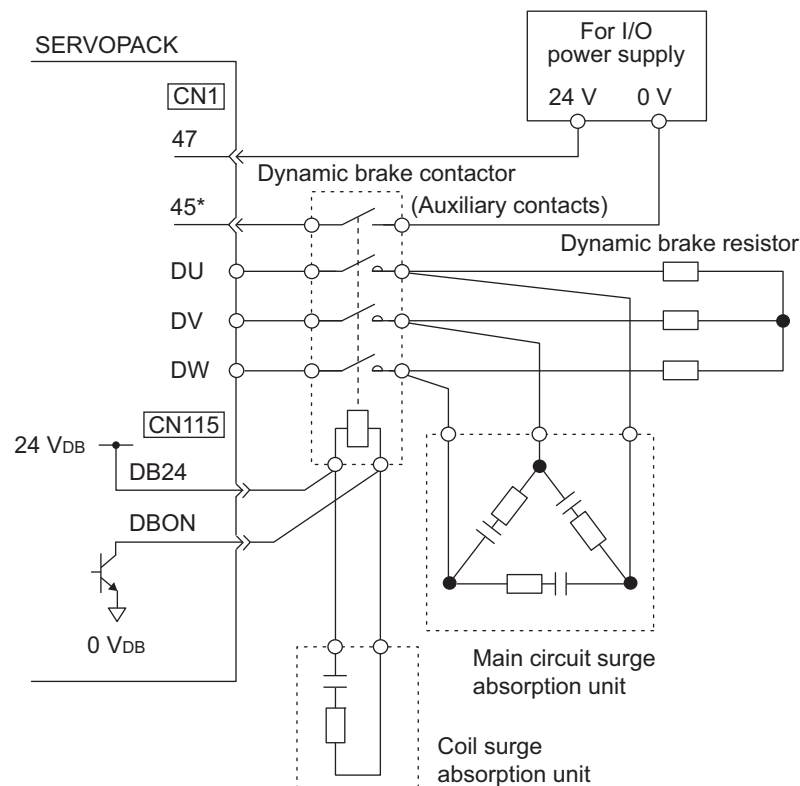 For I/O
power supply
24 V 0 V
SERVOPACK
CN1
47
Dynamic brake contactor
45*
(Auxiliary contacts)
Dynamic brake resistor
DU
DV
DW
CN115
24 VDB
DB24
DBON
0 VDB
Main circuit surge
absorption unit
Coil surge
absorption unit